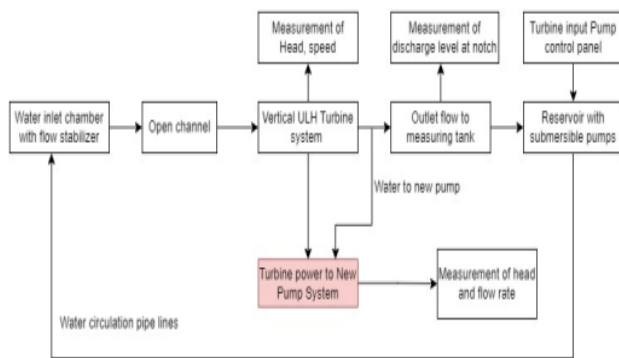 Measurement of
Head, speed
Measurement of
discharge level at notch
Turbine input Pump
control panel
Water inlet chamber
with flow stabilizer
Open channel
Vertical ULH Turbine
system
Outlet flow to
measuring tank
Reservoir with
submersible pumps
Water to new pump
Turbine power to New
Pump System
Measurement of head
and flow rate
Water circulation pipe lines